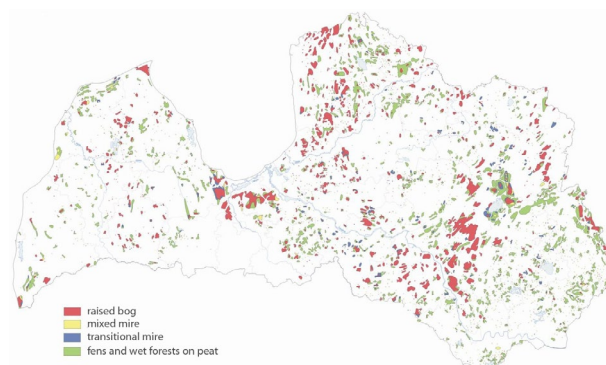 raised bog
mixed mire
transitional mire
fens and wet forests on peat